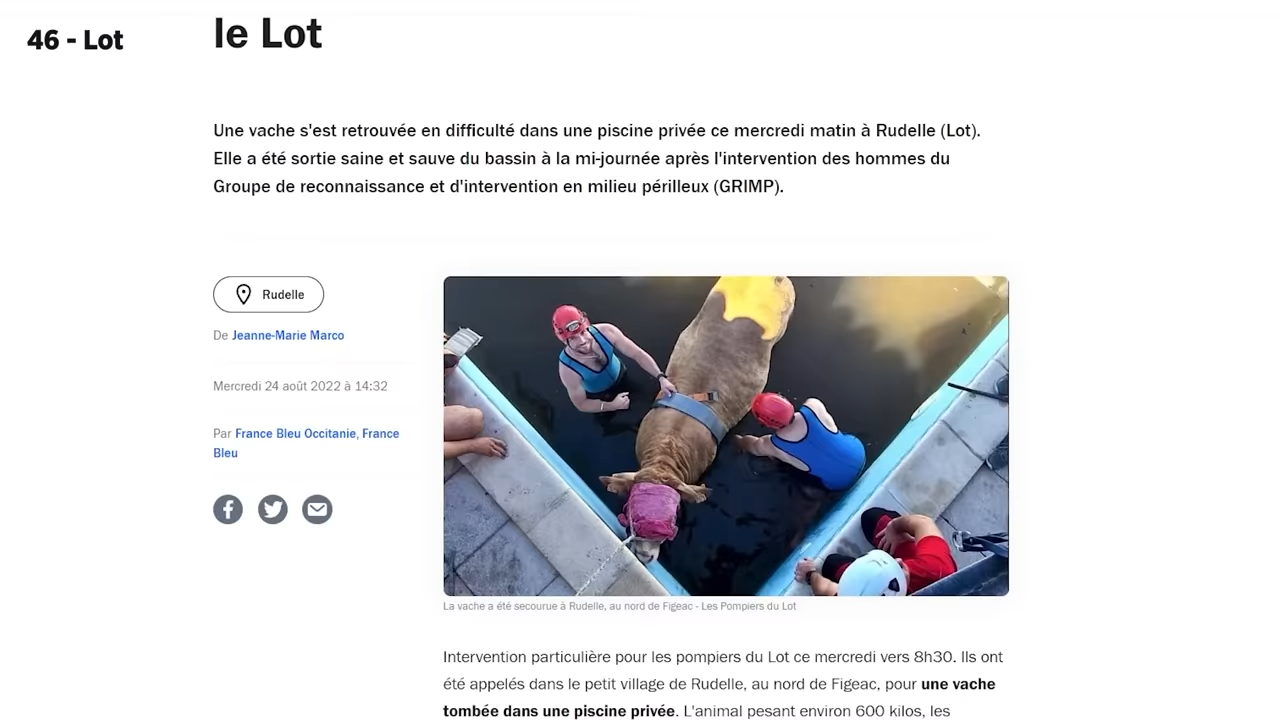 46 - Lot
le Lot
Une vache s'est retrouvée en difficulté dans une piscine privée ce mercredi matin à Rudelle (Lot).
Elle a été sortie saine et sauve du bassin à la mi-journée après l'intervention des hommes du
Groupe de reconnaissance et d'intervention en milieu périlleux (GRIMP).
Rudelle
De Jeanne-Marie Marco
Mercredi 24 août 2022 à 14:32
Par France Bleu Occitanie, France
Bleu
La vache a été secourue à Rudelle, au nord de Figeac - Les Pompiers du Lot
Intervention particulière pour les pompiers du Lot ce mercredi vers 8h30. Ils ont
été appelés dans le petit village de Rudelle, au nord de Figeac, pour une vache
tombée dans une piscine privée. L'animal pesant environ 600 kilos, les